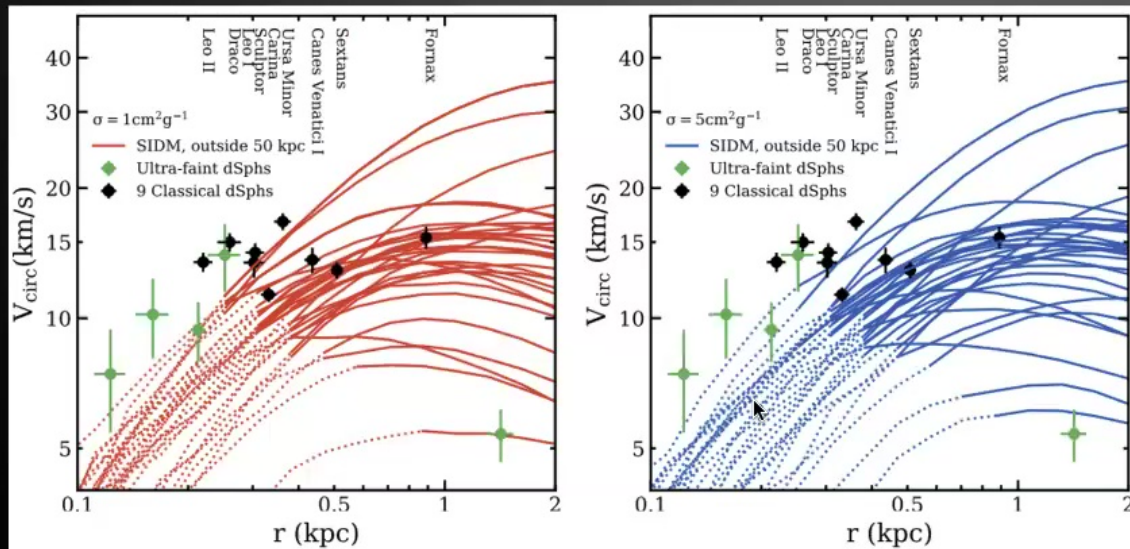 Leo II
Draco
Leo I
Sculptor
Carina
Ursa Minor
Canes Venatici I
Sextans
Fornax
σ = 1cm²g⁻¹
SIDM, outside 50 kpc
Ultra-faint dSphs
9 Classical dSphs
V_circ(km/s)
40
30
20
15
10
5
0.1
0.5
1
2
r (kpc)
Leo II
Draco
Leo I
Sculptor
Carina
Ursa Minor
Canes Venatici I
Sextans
Fornax
σ = 5cm²g⁻¹
SIDM, outside 50 kpc
Ultra-faint dSphs
9 Classical dSphs
V_circ (km/s)
40
30
20
15
10
5
0.1
0.5
1
2
r (kpc)